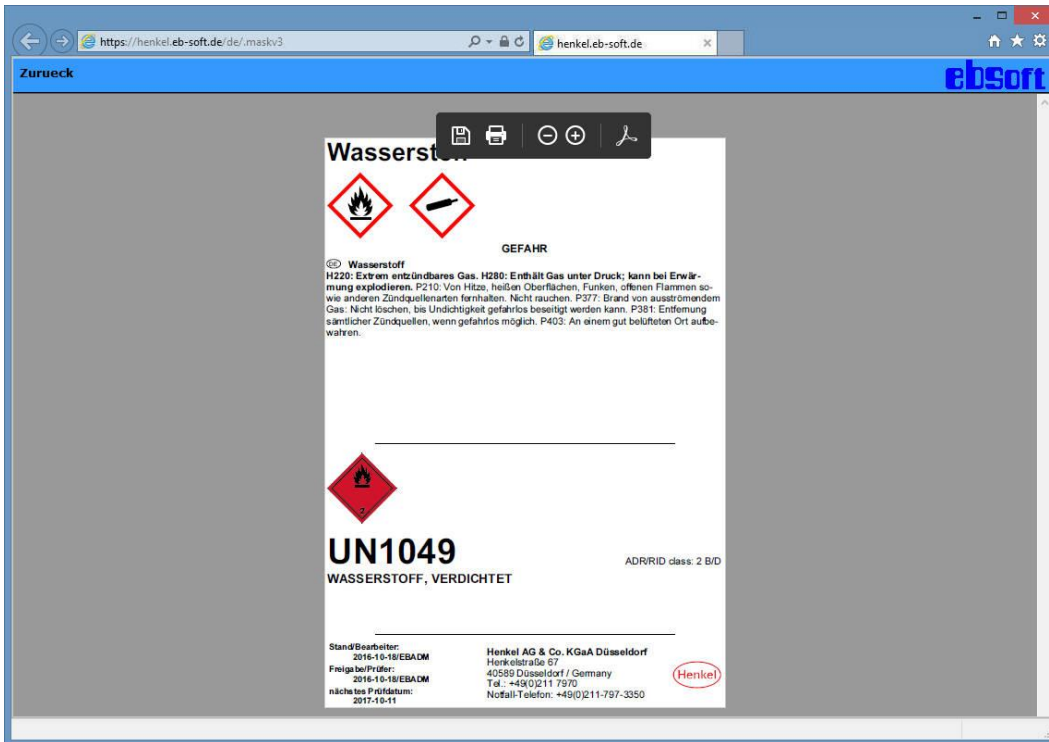 https://henkel.eb-soft.de/de/.maskv3
henkel.eb-soft.de
Zurueck
ebsoft
Wasserstoff
GEFAHR
DE Wasserstoff
H220: Extrem entzündbares Gas. H280: Enthält Gas unter Druck; kann bei Erwär-
mung explodieren. P210: Von Hitze, heißen Oberflächen, Funken, offenen Flammen so-
wie anderen Zündquellenarten fernhalten. Nicht rauchen. P377: Brand von ausströmendem
Gas: Nicht löschen, bis Undichtigkeit gefahrlos beseitigt werden kann. P381: Entfernung
sämtlicher Zündquellen, wenn gefahrlos möglich. P403: An einem gut belüfteten Ort aufbe-
wahren.
2
UN1049
ADR/RID class: 2 B/D
WASSERSTOFF, VERDICHTET
Stand/Bearbeiter:
2016-10-18/EBADM
Freigabe/Prüfer:
2016-10-18/EBADM
nächstes Prüfdatum:
2017-10-11
Henkel AG & Co. KGaA Düsseldorf
Henkelstraße 67
40589 Düsseldorf / Germany
Tel.: +49(0)211 7970
Notfall-Telefon: +49(0)211-797-3350
Henkel